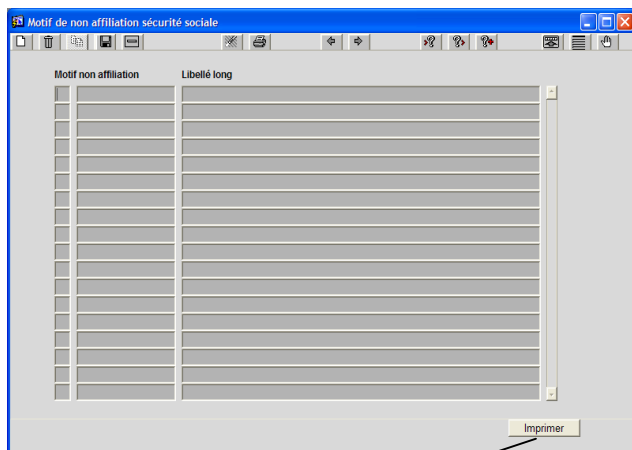 Motif de non affiliation sécurité sociale
Motif non affiliation Libellé long
Imprimer